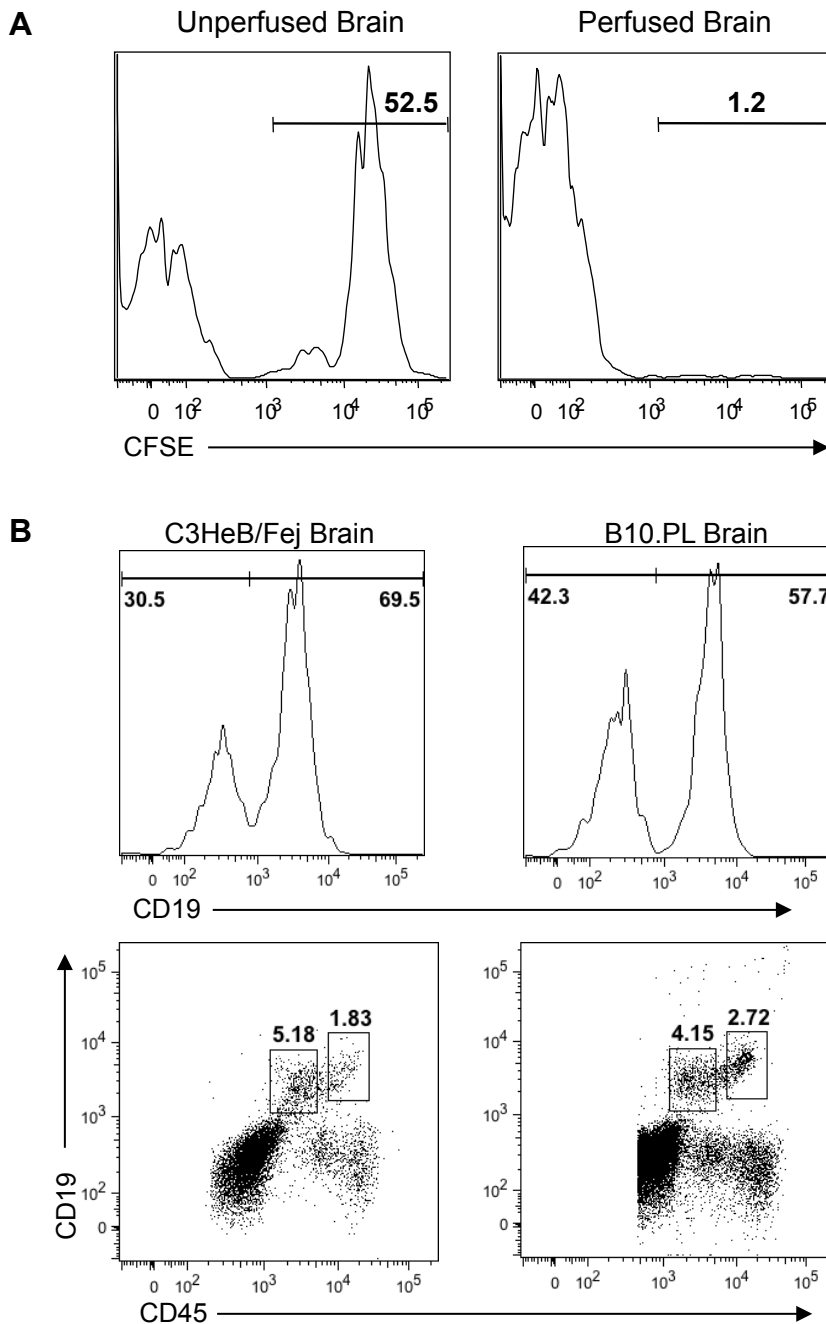 A
Unperfused Brain
Perfused Brain
52.5
1.2
0 10² 10³ 10⁴ 10⁵
0 10² 10³ 10⁴ 10⁵
CFSE
B
C3HeB/Fej Brain
B10.PL Brain
30.5
69.5
42.3
57.7
0 10² 10³ 10⁴ 10⁵
0 10² 10³ 10⁴ 10⁵
CD19
10⁵
10⁴
10³
10²
0
5.18
1.83
10⁵
10⁴
10³
10²
0
4.15
2.72
CD19
0 10² 10³ 10⁴ 10⁵
0 10² 10³ 10⁴ 10⁵
CD45